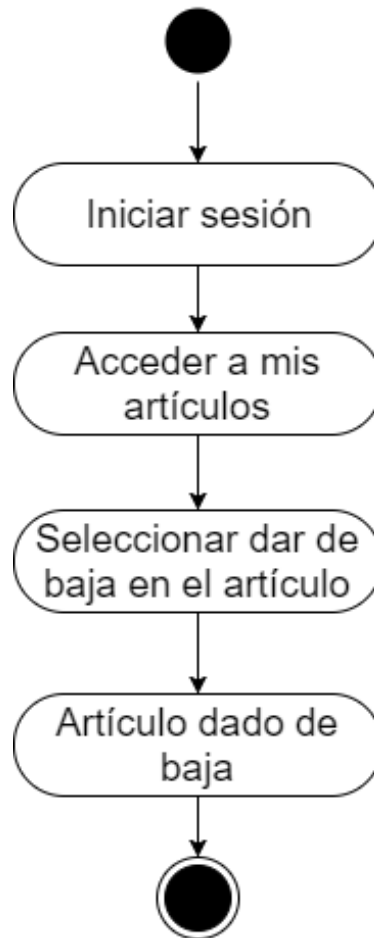 Iniciar sesión
Acceder a mis
artículos
Seleccionar dar de
baja en el artículo
Artículo dado de
baja